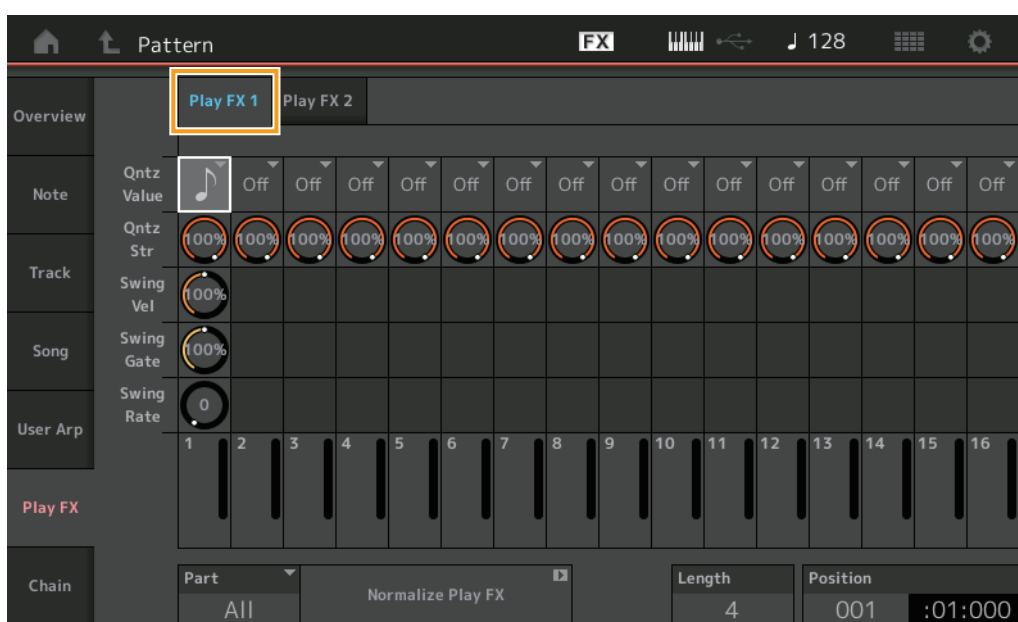 Pattern FX ♩ 128
Overview
Note
Track
Song
User Arp
Play FX
Chain
Play FX 1 Play FX 2
Qntz Value Off Off Off Off Off Off Off Off Off Off Off Off Off Off Off
Qntz Str 100% 100% 100% 100% 100% 100% 100% 100% 100% 100% 100% 100% 100% 100% 100% 100%
Swing Vel 100%
Swing Gate 100%
Swing Rate 0
1 2 3 4 5 6 7 8 9 10 11 12 13 14 15 16
Part Normalize Play FX Length Position
All 4 001 :01:000